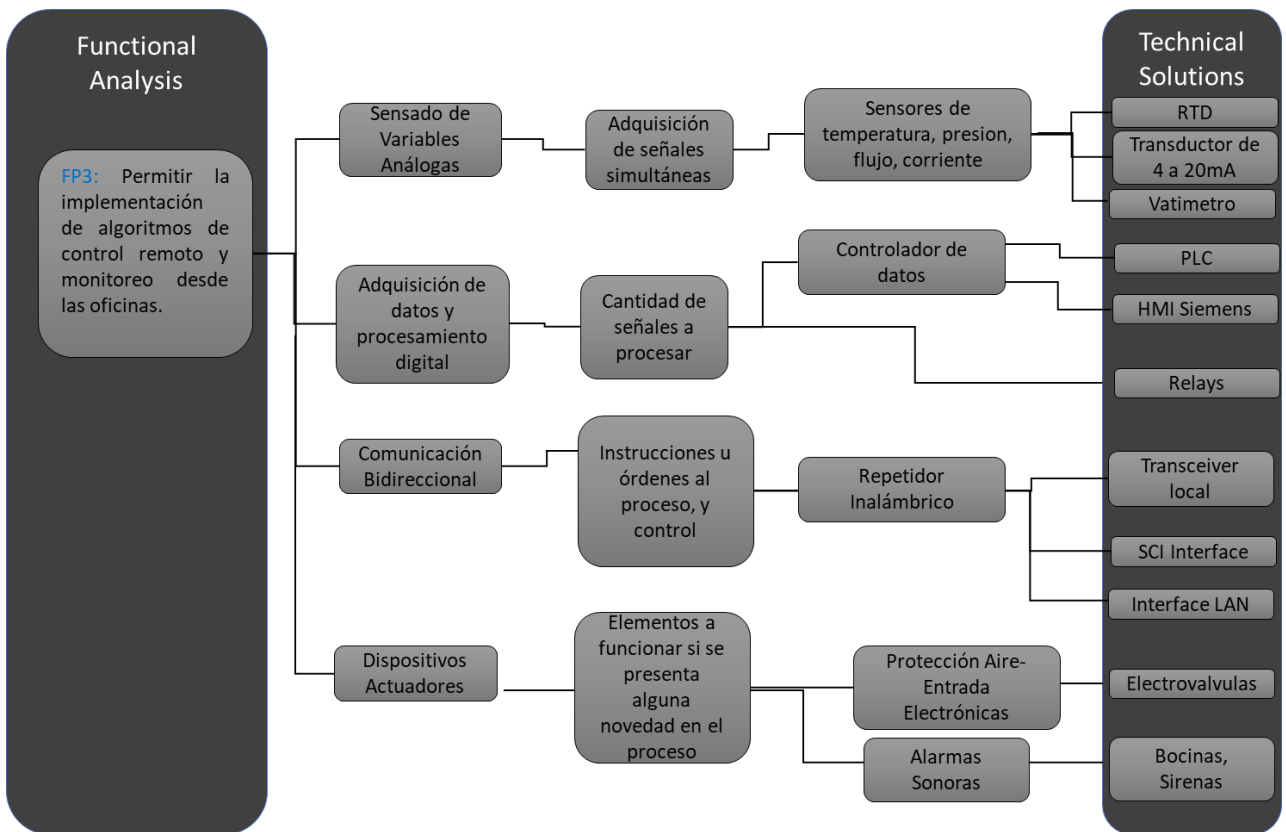 Functional
Analysis
FP3: Permitir la
implementación
de algoritmos de
control remoto y
monitoreo desde
las oficinas.
Sensado de
Variables
Análogas
Adquisición
de señales
simultáneas
Sensores de
temperatura, presion,
flujo, corriente
Adquisición de
datos y
procesamiento
digital
Cantidad de
señales a
procesar
Controlador de
datos
Comunicación
Bidireccional
Instrucciones u
órdenes al
proceso, y
control
Repetidor
Inalámbrico
Dispositivos
Actuadores
Elementos a
funcionar si se
presenta
alguna
novedad en el
proceso
Protección Aire-
Entrada
Electrónicas
Alarmas
Sonoras
Technical
Solutions
RTD
Transductor de
4 a 20mA
Vatimetro
PLC
HMI Siemens
Relays
Transceiver
local
SCI Interface
Interface LAN
Electrovalvulas
Bocinas,
Sirenas